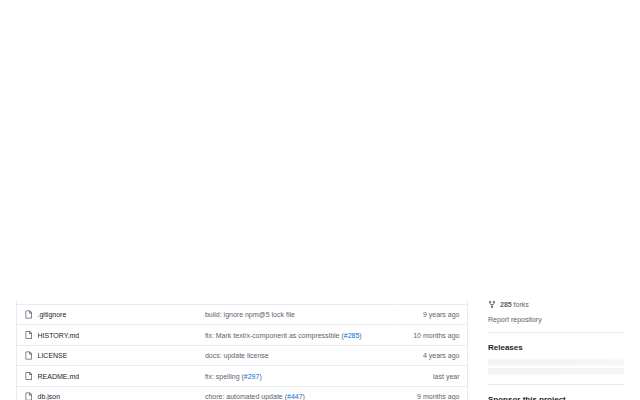 .gitignore build: ignore npm@5 lock file 9 years ago
HISTORY.md fix: Mark text/x-component as compressible (#285) 10 months ago
LICENSE docs: update license 4 years ago
README.md fix: spelling (#297) last year
db.json chore: automated update (#447) 9 months ago
285 forks
Report repository
Releases
Sponsor this project